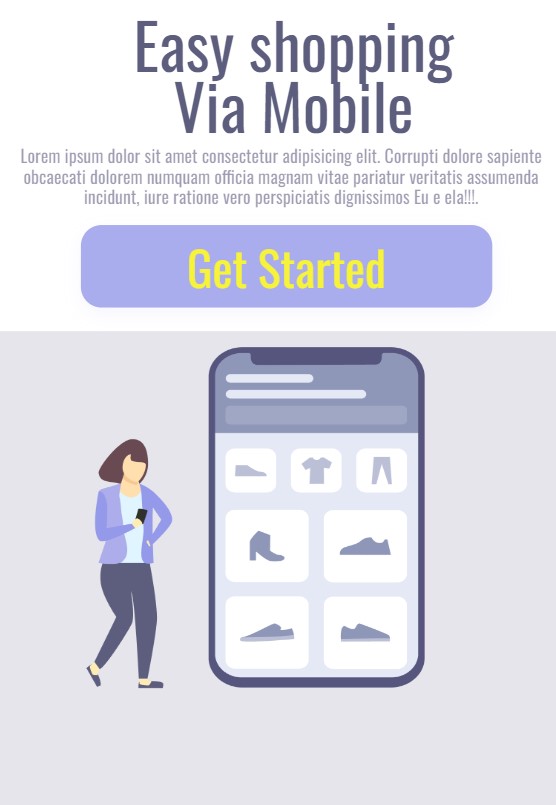 Easy shopping
Via Mobile
Lorem ipsum dolor sit amet consectetur adipisicing elit. Corrupti dolore sapiente
obcaecati dolorem numquam officia magnam vitae pariatur veritatis assumenda
incidunt, iure ratione vero perspiciatis dignissimos Eu e ela!!!.
Get Started